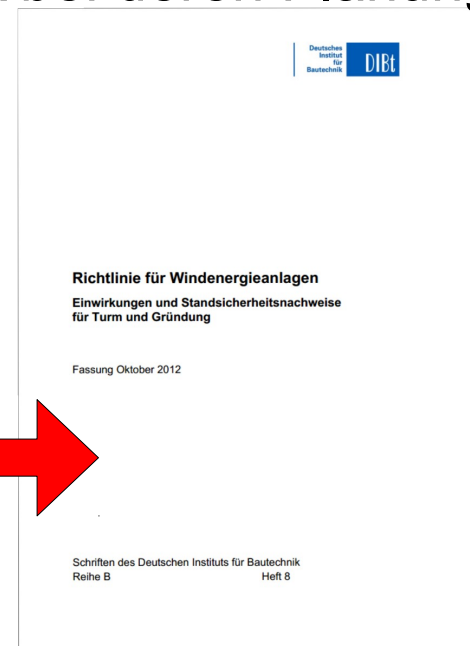 Deutsches
Institut
für
Bautechnik
DIBt
Richtlinie für Windenergieanlagen
Einwirkungen und Standsicherheitsnachweise
für Turm und Gründung
Fassung Oktober 2012
Schriften des Deutschen Instituts für Bautechnik
Reihe B Heft 8